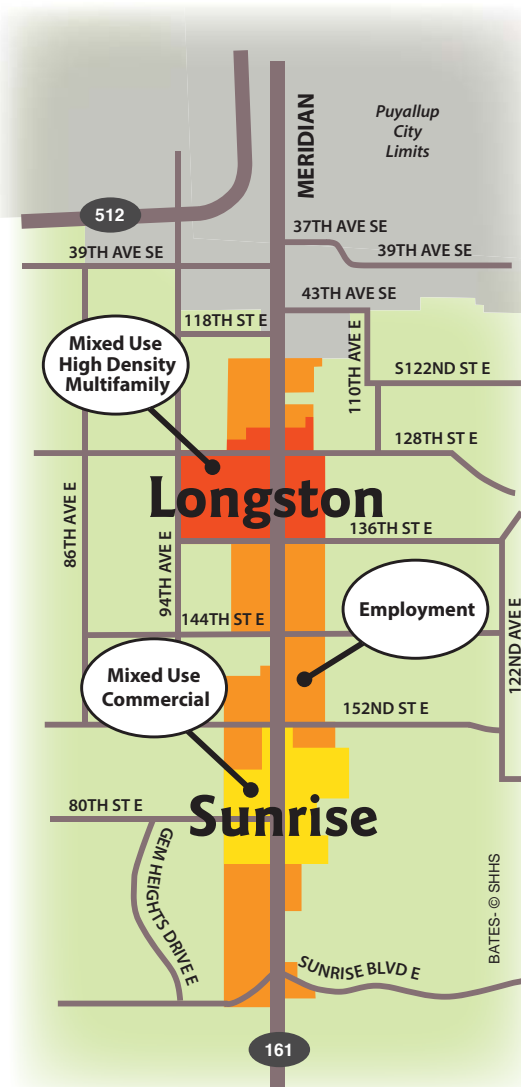 MERIDIAN
Puyallup
City
Limits
512
37TH AVE SE
39TH AVE SE
39TH AVE SE
43TH AVE SE
118TH ST E
Mixed Use
High Density
Multifamily
110TH AVE E
S122ND ST E
128TH ST E
Longston
86TH AVE E
94TH AVE E
136TH ST E
144TH ST E
Employment
122ND AVE E
Mixed Use
Commercial
152ND ST E
80TH ST E
Sunrise
GEM HEIGHTS DRIVE E
BATES- © SHHS
SUNRISE BLVD E
161